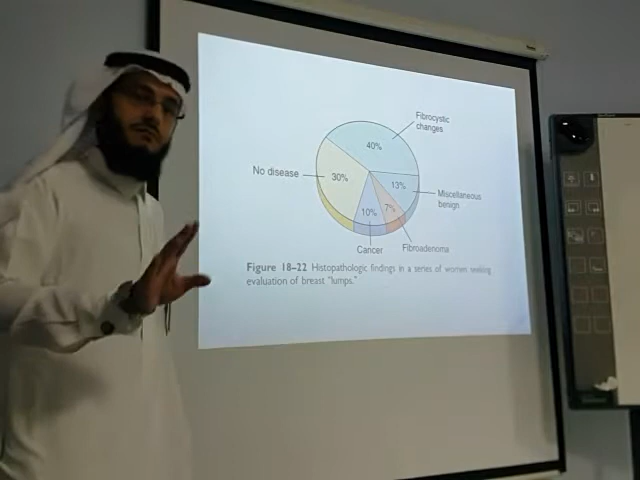 Fibrocystic
changes
40%
No disease
30%
13%
Miscellaneous
benign
10%
7%
Cancer
Fibroadenoma
Figure 18–22 Histopathologic findings in a series of women seeking
evaluation of breast "lumps."